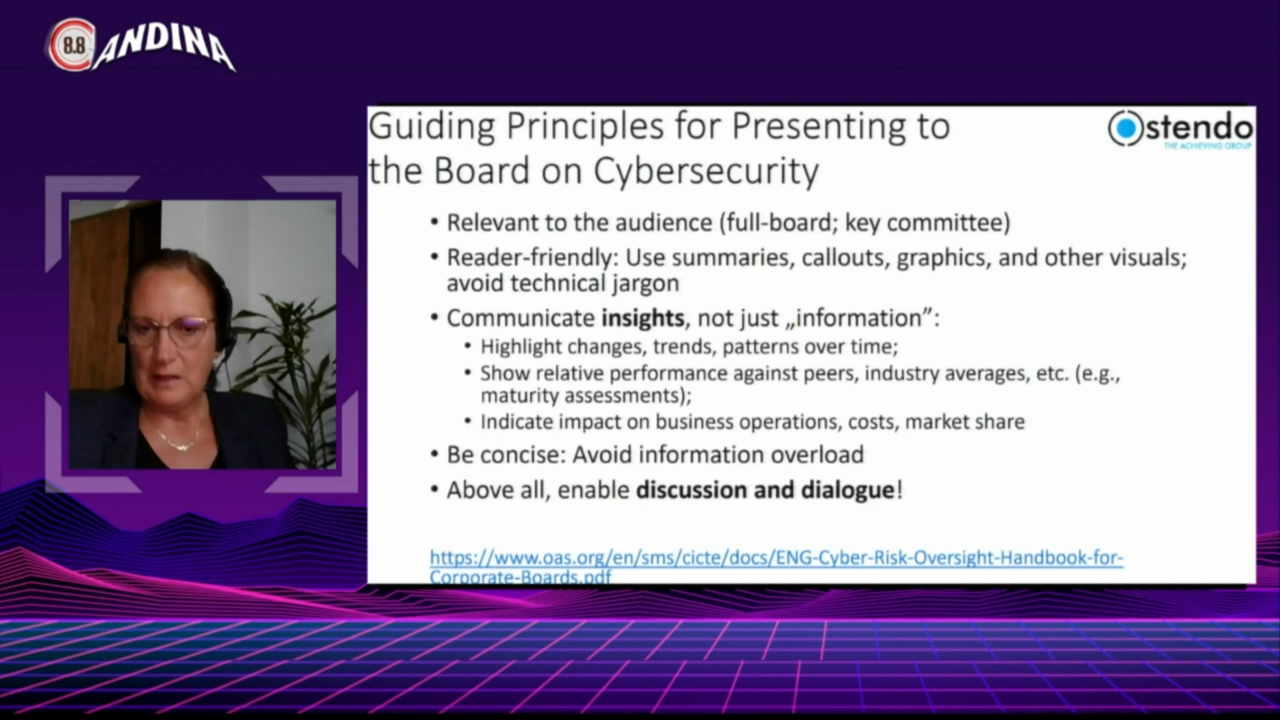 8.8 ANDINA
Guiding Principles for Presenting to
the Board on Cybersecurity
Ostendo
THE ACHIEVING GROUP
• Relevant to the audience (full-board; key committee)
• Reader-friendly: Use summaries, callouts, graphics, and other visuals;
avoid technical jargon
• Communicate insights, not just „information”:
• Highlight changes, trends, patterns over time;
• Show relative performance against peers, industry averages, etc. (e.g.,
maturity assessments);
• Indicate impact on business operations, costs, market share
• Be concise: Avoid information overload
• Above all, enable discussion and dialogue!
https://www.oas.org/en/sms/cicte/docs/ENG-Cyber-Risk-Oversight-Handbook-for-
Corporate-Boards.pdf